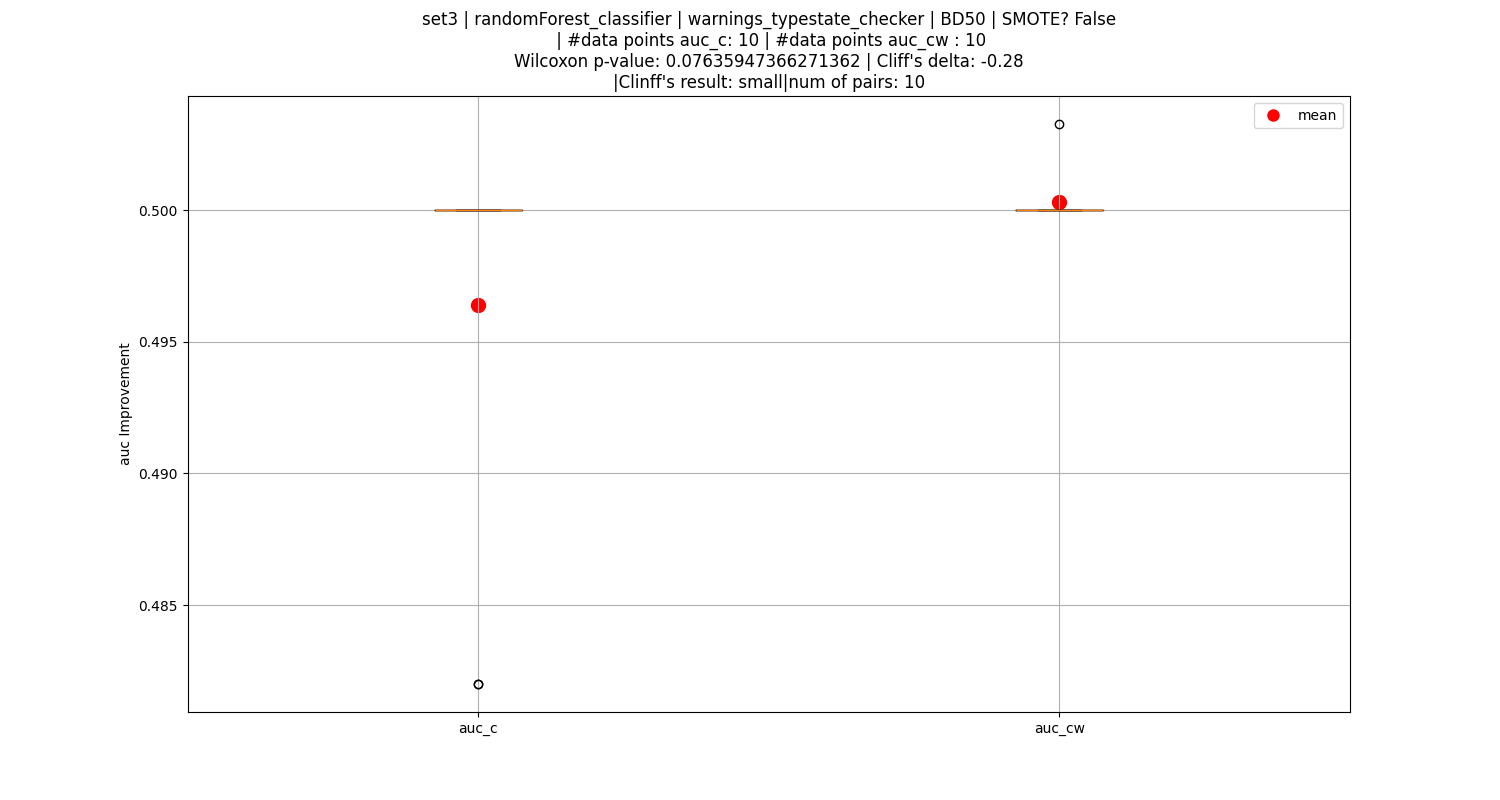 set3 | randomForest_classifier | warnings_typestate_checker | BD50 | SMOTE? False
| #data points auc_c: 10 | #data points auc_cw : 10
Wilcoxon p-value: 0.07635947366271362 | Cliff's delta: -0.28
|Clinff's result: small|num of pairs: 10
mean
0.500
0.495
0.490
0.485
auc Improvement
auc_c
auc_cw